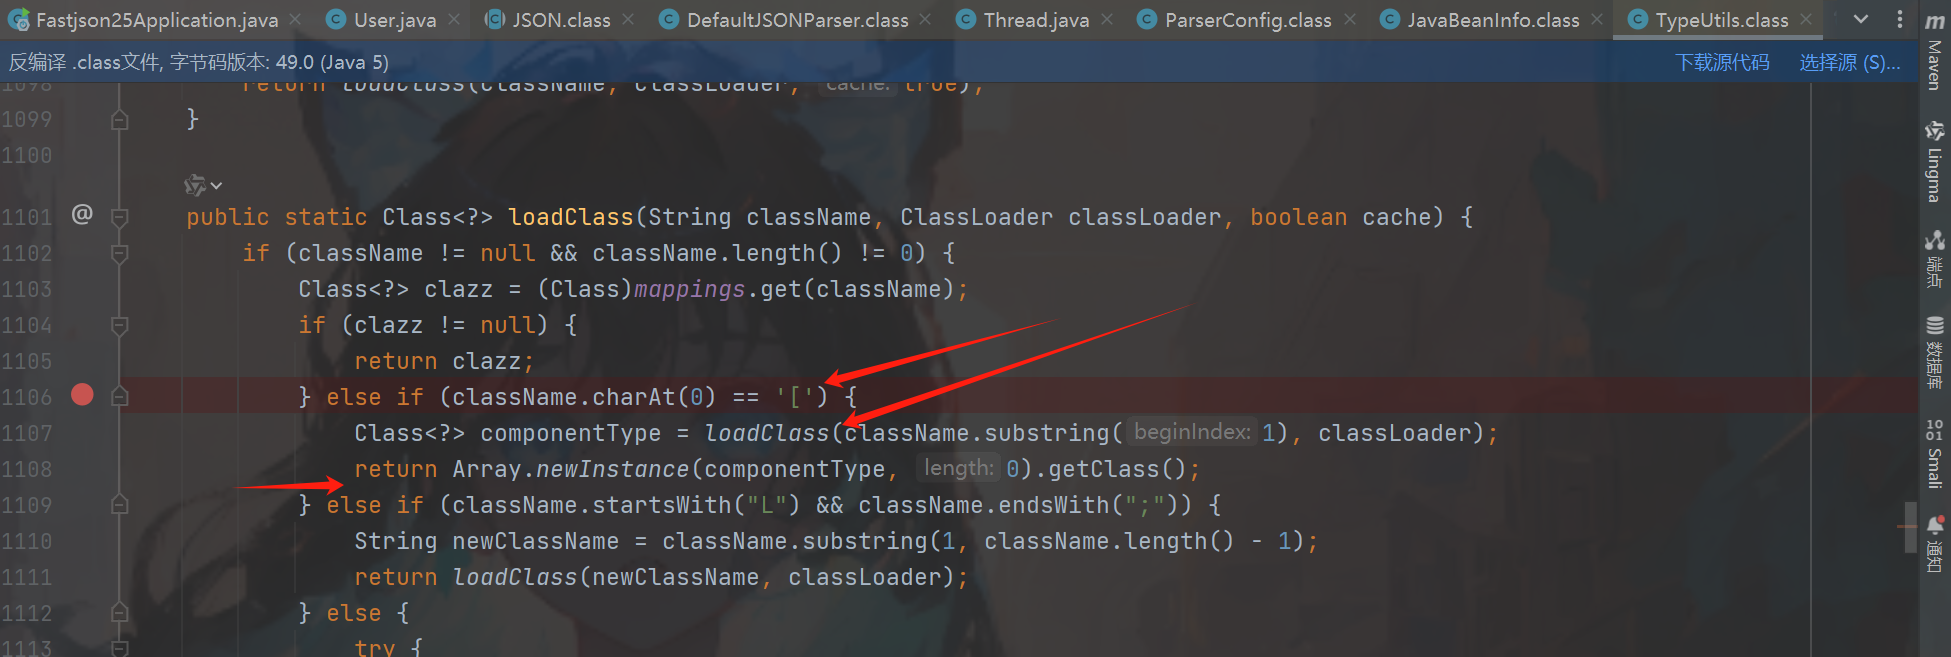 Fastjson25Application.java User.java JSON.class DefaultJSONParser.class Thread.java ParserConfig.class JavaBeanInfo.class TypeUtils.class
反编译 .class文件, 字节码版本: 49.0 (Java 5) 下载源代码 选择源 (S)...
1098 return loadClass(className, classLoader, cache: true);
1099 }
1100
1101 @ public static Class<?> loadClass(String className, ClassLoader classLoader, boolean cache) {
1102 if (className != null && className.length() != 0) {
1103 Class<?> clazz = (Class)mappings.get(className);
1104 if (clazz != null) {
1105 return clazz;
1106 } else if (className.charAt(0) == '[') {
1107 Class<?> componentType = loadClass(className.substring( beginIndex: 1), classLoader);
1108 return Array.newInstance(componentType, length: 0).getClass();
1109 } else if (className.startsWith("L") && className.endsWith(";")) {
1110 String newClassName = className.substring(1, className.length() - 1);
1111 return loadClass(newClassName, classLoader);
1112 } else {
1113 try {
m
Maven
Lingma
端点
数据库
10
01
Smali
通知